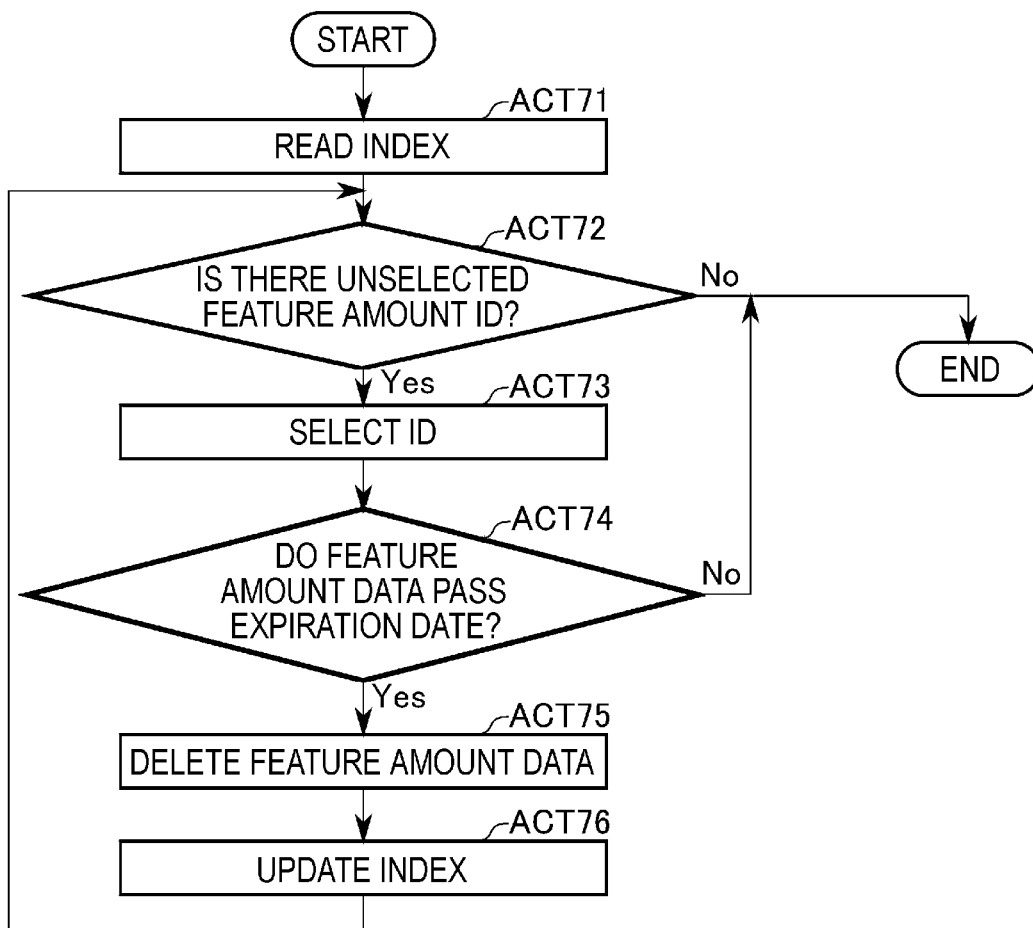 START
ACT71
READ INDEX
ACT72
IS THERE UNSELECTED
FEATURE AMOUNT ID?
No
END
Yes
ACT73
SELECT ID
ACT74
DO FEATURE
AMOUNT DATA PASS
EXPIRATION DATE?
No
Yes
ACT75
DELETE FEATURE AMOUNT DATA
ACT76
UPDATE INDEX